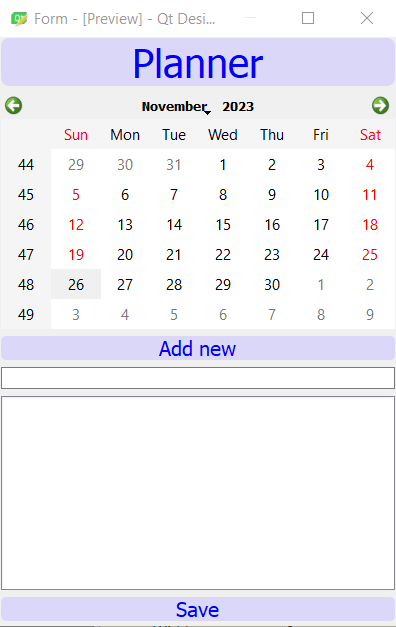 Form - [Preview] - Qt Desi...
Planner
November 2023
Sun Mon Tue Wed Thu Fri Sat
44 29 30 31 1 2 3 4
45 5 6 7 8 9 10 11
46 12 13 14 15 16 17 18
47 19 20 21 22 23 24 25
48 26 27 28 29 30 1 2
49 3 4 5 6 7 8 9
Add new
Save